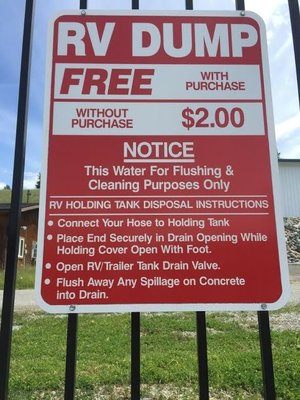 RV DUMP
FREE WITH PURCHASE
WITHOUT PURCHASE $2.00
NOTICE
This Water For Flushing &
Cleaning Purposes Only
RV HOLDING TANK DISPOSAL INSTRUCTIONS
• Connect Your Hose to Holding Tank
• Place End Securely in Drain Opening While
Holding Cover Open With Foot.
• Open RV/Trailer Tank Drain Valve.
• Flush Away Any Spillage on Concrete
into Drain.